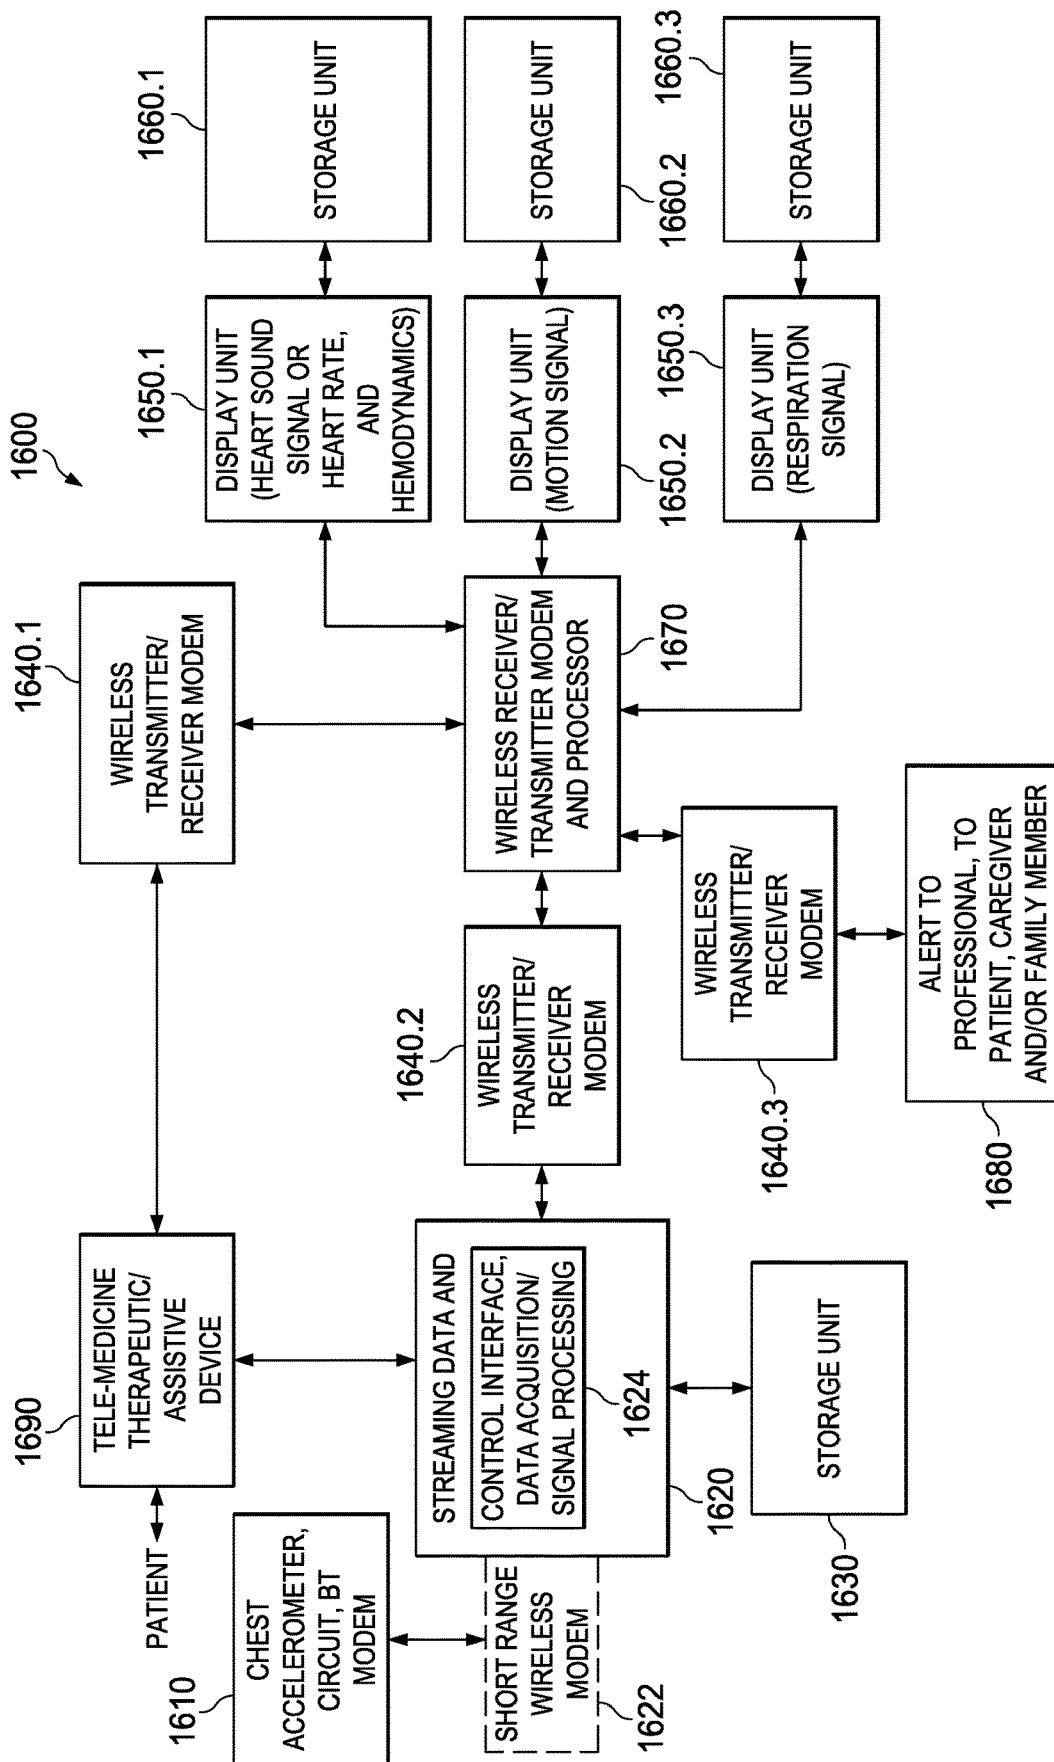 1600
1690
TELE-MEDICINE
THERAPEUTIC/
ASSISTIVE
DEVICE
PATIENT
1640.1
WIRELESS
TRANSMITTER/
RECEIVER MODEM
1610
CHEST
ACCELEROMETER,
CIRCUIT, BT
MODEM
SHORT RANGE
WIRELESS
MODEM
1622
STREAMING DATA AND
CONTROL INTERFACE,
DATA ACQUISITION/
SIGNAL PROCESSING
1624
1620
STORAGE UNIT
1630
1640.2
WIRELESS
TRANSMITTER/
RECEIVER
MODEM
WIRELESS RECEIVER/
TRANSMITTER MODEM
AND PROCESSOR
1670
WIRELESS
TRANSMITTER/
RECEIVER
MODEM
1640.3
ALERT TO
PROFESSIONAL, TO
PATIENT, CAREGIVER
AND/OR FAMILY MEMBER
1680
1650.1
DISPLAY UNIT
(HEART SOUND
SIGNAL OR
HEART RATE,
AND
HEMODYNAMICS)
1660.1
STORAGE UNIT
DISPLAY UNIT
(MOTION SIGNAL)
1650.2
STORAGE UNIT
1660.2
1650.3
DISPLAY UNIT
(RESPIRATION
SIGNAL)
1660.3
STORAGE UNIT